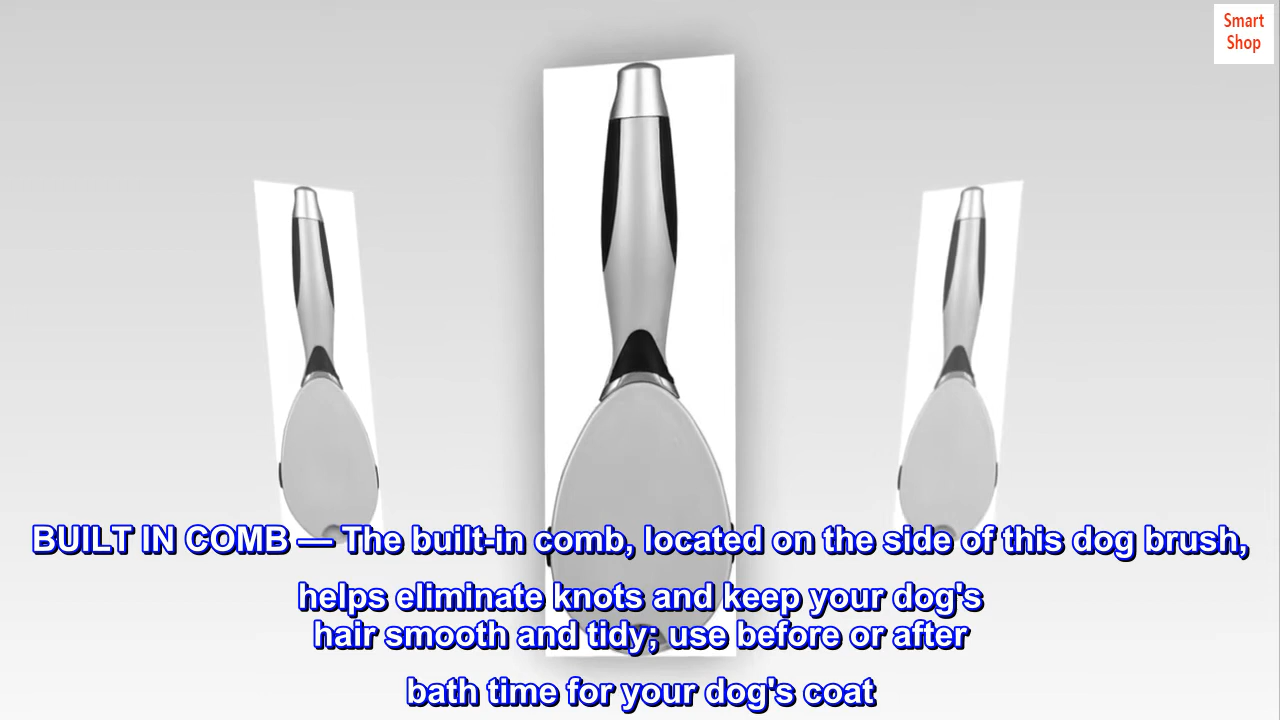 Smart
Shop
BUILT IN COMB — The built-in comb, located on the side of this dog brush,
helps eliminate knots and keep your dog's
hair smooth and tidy; use before or after
bath time for your dog's coat